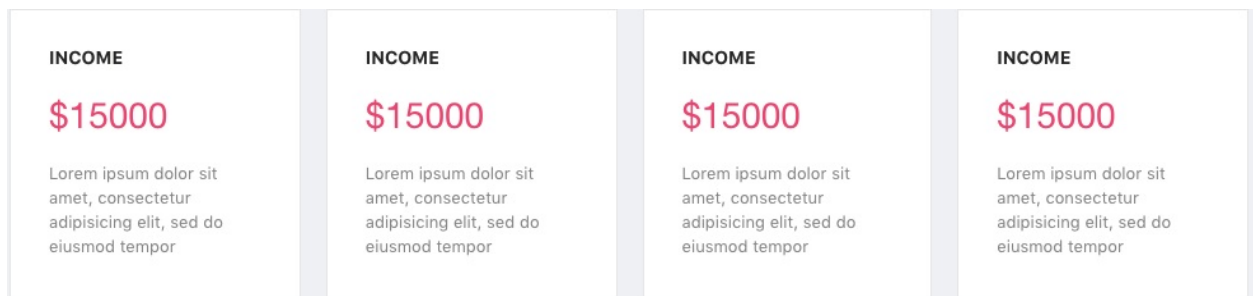 INCOME
$15000
Lorem ipsum dolor sit
amet, consectetur
adipisicing elit, sed do
eiusmod tempor
INCOME
$15000
Lorem ipsum dolor sit
amet, consectetur
adipisicing elit, sed do
eiusmod tempor
INCOME
$15000
Lorem ipsum dolor sit
amet, consectetur
adipisicing elit, sed do
eiusmod tempor
INCOME
$15000
Lorem ipsum dolor sit
amet, consectetur
adipisicing elit, sed do
eiusmod tempor